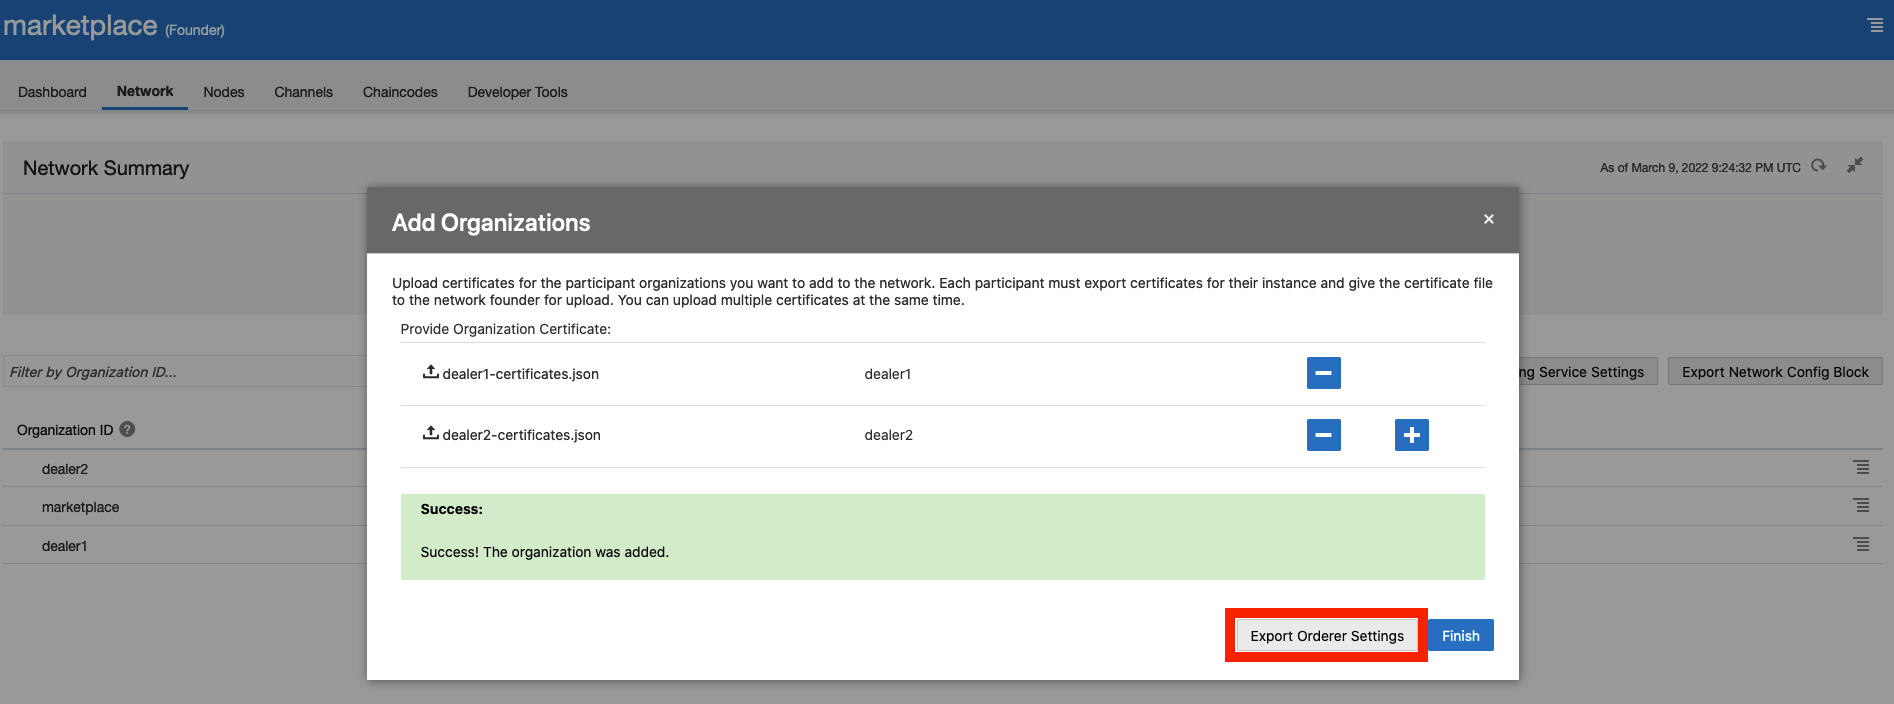 marketplace (Founder)
Dashboard Network Nodes Channels Chaincodes Developer Tools
Network Summary
As of March 9, 2022 9:24:32 PM UTC
Add Organizations
×
Upload certificates for the participant organizations you want to add to the network. Each participant must export certificates for their instance and give the certificate file
to the network founder for upload. You can upload multiple certificates at the same time.
Provide Organization Certificate:
dealer1-certificates.json dealer1
dealer2-certificates.json dealer2
Success:
Success! The organization was added.
Export Orderer Settings Finish
Filter by Organization ID...
Service Settings Export Network Config Block
Organization ID ?
dealer2
marketplace
dealer1